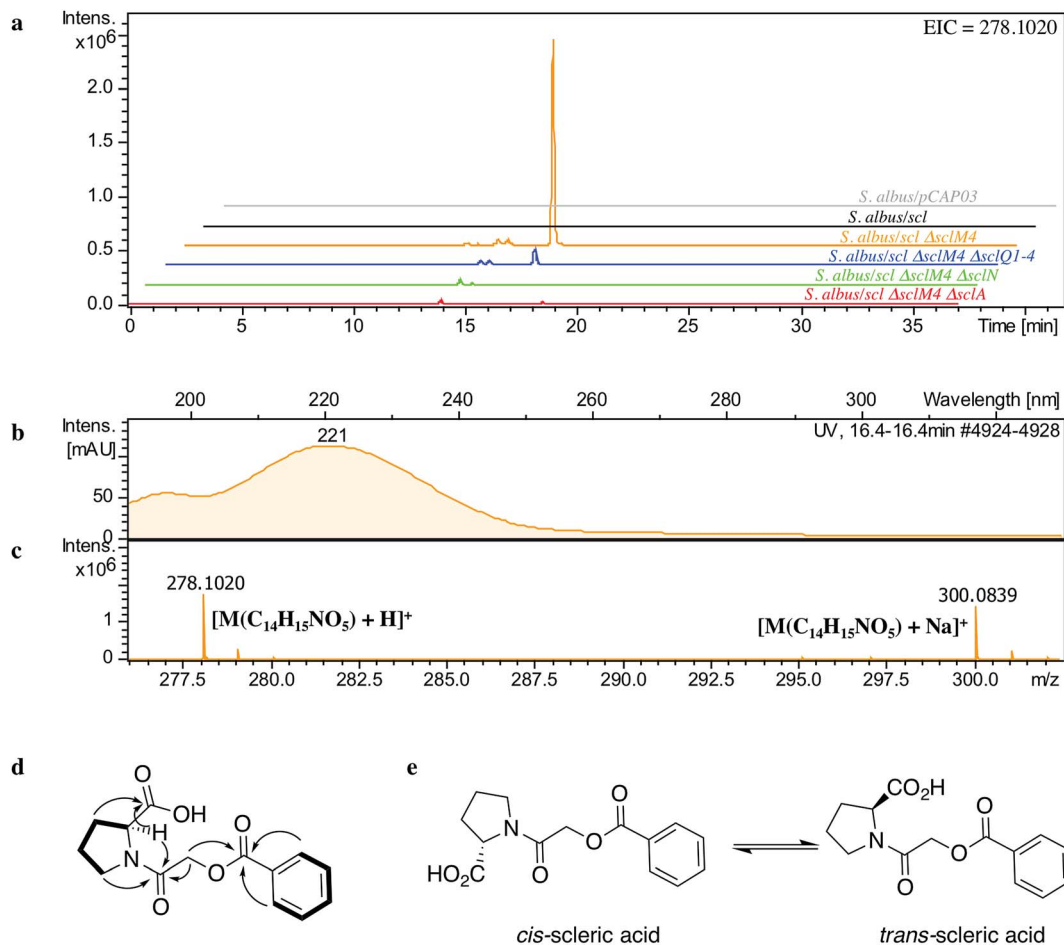 a
Intens.
x10⁶
EIC = 278.1020
2.0
1.5
1.0
0.5
0.0
S. albus/pCAP03
S. albus/scl
S. albus/scl ΔsclM4
S. albus/scl ΔsclM4 ΔsclQ1-4
S. albus/scl ΔsclM4 ΔsclN
S. albus/scl ΔsclM4 ΔsclA
0 5 10 15 20 25 30 35 Time [min]
200 220 240 260 280 300 Wavelength [nm]
b
Intens.
[mAU]
221
UV, 16.4-16.4min #4924-4928
50
0
c
Intens.
x10⁶
278.1020
[M(C₁₄H₁₅NO₅) + H]⁺
300.0839
[M(C₁₄H₁₅NO₅) + Na]⁺
1
0
277.5 280.0 282.5 285.0 287.5 290.0 292.5 295.0 297.5 300.0 m/z
d
O
OH
H
N
O
O
O
e
N
O
O
HO₂C
O
cis-scleric acid
CO₂H
N
O
O
O
trans-scleric acid